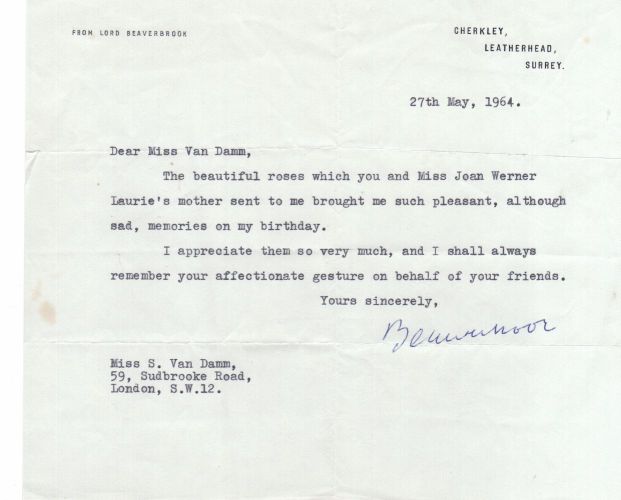 FROM LORD BEAVERBROOK
CHERKLEY,
LEATHERHEAD,
SURREY.
27th May, 1964.
Dear Miss Van Damm,
The beautiful roses which you and Miss Joan Werner
Laurie's mother sent to me brought me such pleasant, although
sad, memories on my birthday.
I appreciate them so very much, and I shall always
remember your affectionate gesture on behalf of your friends.
Yours sincerely,
Beaverbrook
Miss S. Van Damm,
59, Sudbrooke Road,
London, S.W.12.